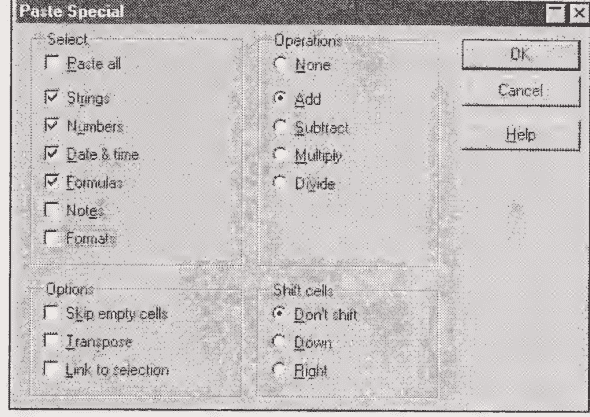 Paste Special
Select
Paste all
Strings
Numbers
Date & time
Formulas
Notes
Formats
Operations
None
Add
Subtract
Multiply
Divide
OK
Cancel
Help
Options
Skip empty cells
Transpose
Link to selection
Shift cells
Don't shift
Down
Right